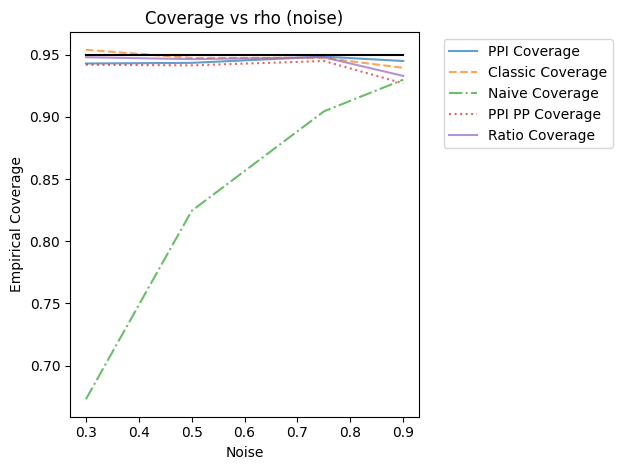 Coverage vs rho (noise)
PPI Coverage
Classic Coverage
Naive Coverage
PPI PP Coverage
Ratio Coverage
Empirical Coverage
0.95
0.90
0.85
0.80
0.75
0.70
0.3 0.4 0.5 0.6 0.7 0.8 0.9
Noise